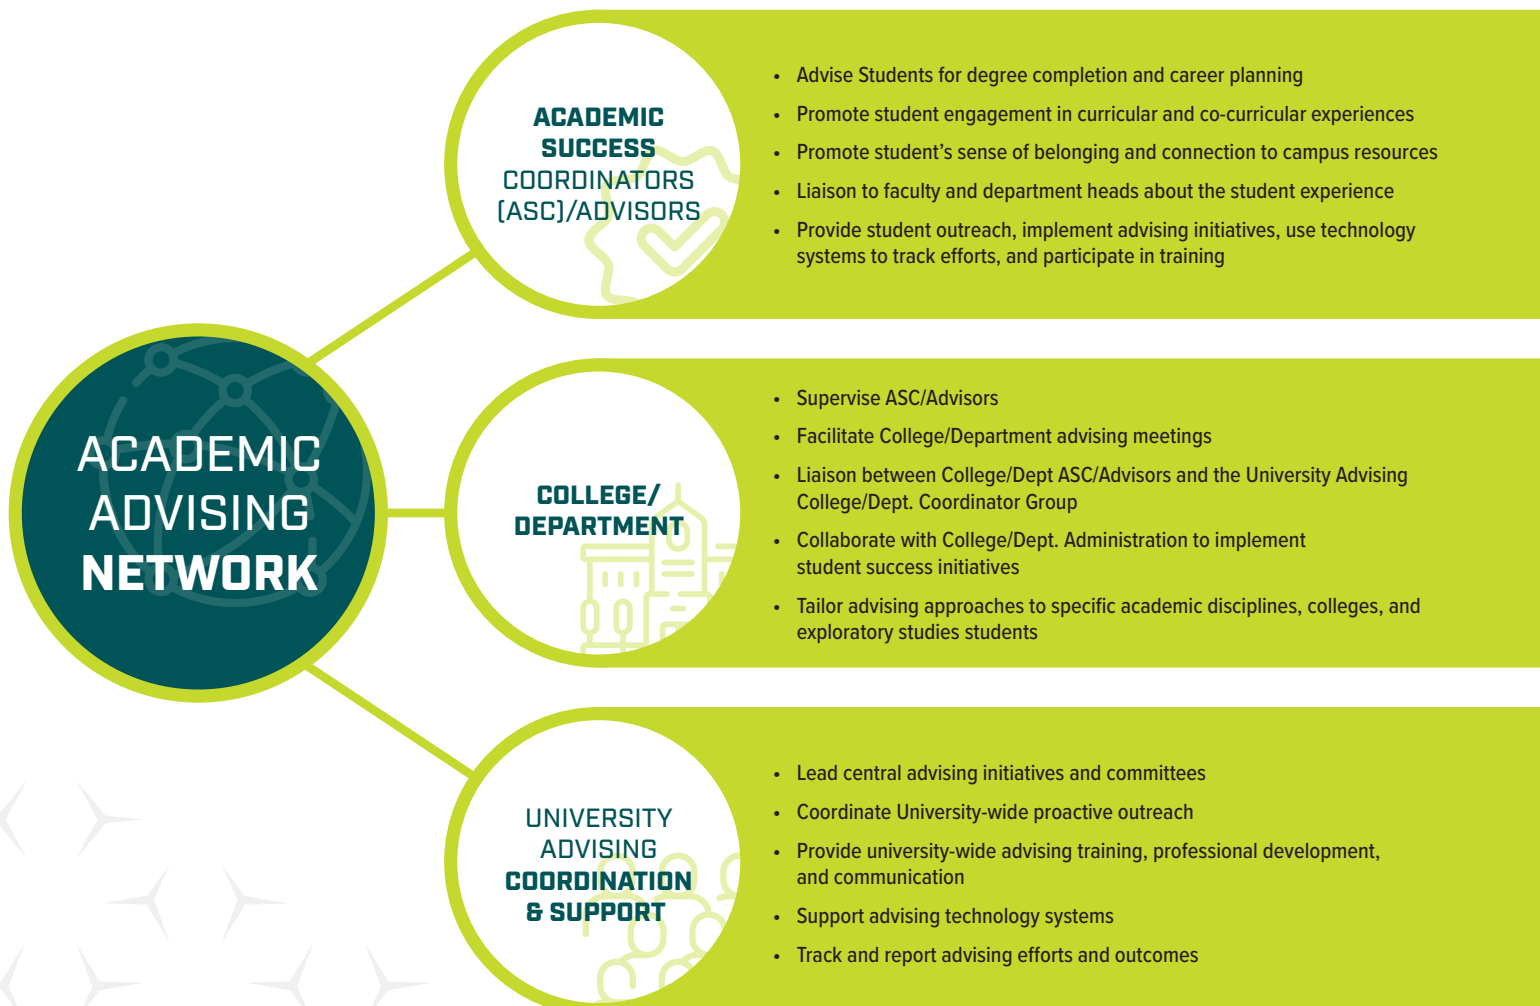 ACADEMIC
ADVISING
NETWORK
ACADEMIC
SUCCESS
COORDINATORS
(ASC)/ADVISORS
• Advise Students for degree completion and career planning
• Promote student engagement in curricular and co-curricular experiences
• Promote student’s sense of belonging and connection to campus resources
• Liaison to faculty and department heads about the student experience
• Provide student outreach, implement advising initiatives, use technology
systems to track efforts, and participate in training
COLLEGE/
DEPARTMENT
• Supervise ASC/Advisors
• Facilitate College/Department advising meetings
• Liaison between College/Dept ASC/Advisors and the University Advising
College/Dept. Coordinator Group
• Collaborate with College/Dept. Administration to implement
student success initiatives
• Tailor advising approaches to specific academic disciplines, colleges, and
exploratory studies students
UNIVERSITY
ADVISING
COORDINATION
& SUPPORT
• Lead central advising initiatives and committees
• Coordinate University-wide proactive outreach
• Provide university-wide advising training, professional development,
and communication
• Support advising technology systems
• Track and report advising efforts and outcomes